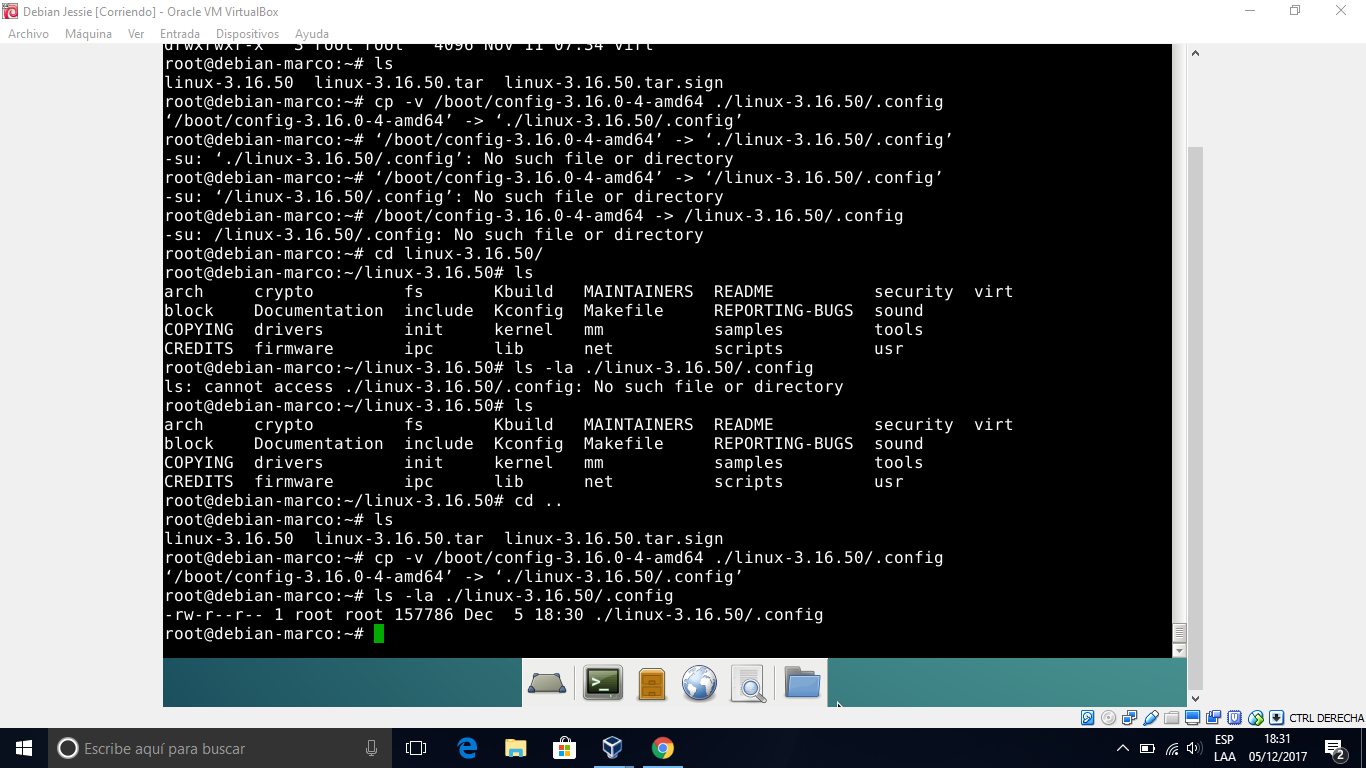 Debian Jessie [Corriendo] - Oracle VM VirtualBox
Archivo Máquina Ver Entrada Dispositivos Ayuda
drwxrwxr-x 3 root root 4096 Nov 11 07:34 virt
root@debian-marco:~# ls
linux-3.16.50 linux-3.16.50.tar linux-3.16.50.tar.sign
root@debian-marco:~# cp -v /boot/config-3.16.0-4-amd64 ./linux-3.16.50/.config
‘/boot/config-3.16.0-4-amd64’ -> ‘./linux-3.16.50/.config’
root@debian-marco:~# ‘/boot/config-3.16.0-4-amd64’ -> ‘./linux-3.16.50/.config’
-su: ‘./linux-3.16.50/.config’: No such file or directory
root@debian-marco:~# ‘/boot/config-3.16.0-4-amd64’ -> ‘/linux-3.16.50/.config’
-su: ‘/linux-3.16.50/.config’: No such file or directory
root@debian-marco:~# /boot/config-3.16.0-4-amd64 -> /linux-3.16.50/.config
-su: /linux-3.16.50/.config: No such file or directory
root@debian-marco:~# cd linux-3.16.50/
root@debian-marco:~/linux-3.16.50# ls
arch crypto fs Kbuild MAINTAINERS README security virt
block Documentation include Kconfig Makefile REPORTING-BUGS sound
COPYING drivers init kernel mm samples tools
CREDITS firmware ipc lib net scripts usr
root@debian-marco:~/linux-3.16.50# ls -la ./linux-3.16.50/.config
ls: cannot access ./linux-3.16.50/.config: No such file or directory
root@debian-marco:~/linux-3.16.50# ls
arch crypto fs Kbuild MAINTAINERS README security virt
block Documentation include Kconfig Makefile REPORTING-BUGS sound
COPYING drivers init kernel mm samples tools
CREDITS firmware ipc lib net scripts usr
root@debian-marco:~/linux-3.16.50# cd ..
root@debian-marco:~# ls
linux-3.16.50 linux-3.16.50.tar linux-3.16.50.tar.sign
root@debian-marco:~# cp -v /boot/config-3.16.0-4-amd64 ./linux-3.16.50/.config
‘/boot/config-3.16.0-4-amd64’ -> ‘./linux-3.16.50/.config’
root@debian-marco:~# ls -la ./linux-3.16.50/.config
-rw-r--r-- 1 root root 157786 Dec 5 18:30 ./linux-3.16.50/.config
root@debian-marco:~#
CTRL DERECHA
Escribe aquí para buscar
ESP 18:31
LAA 05/12/2017
2